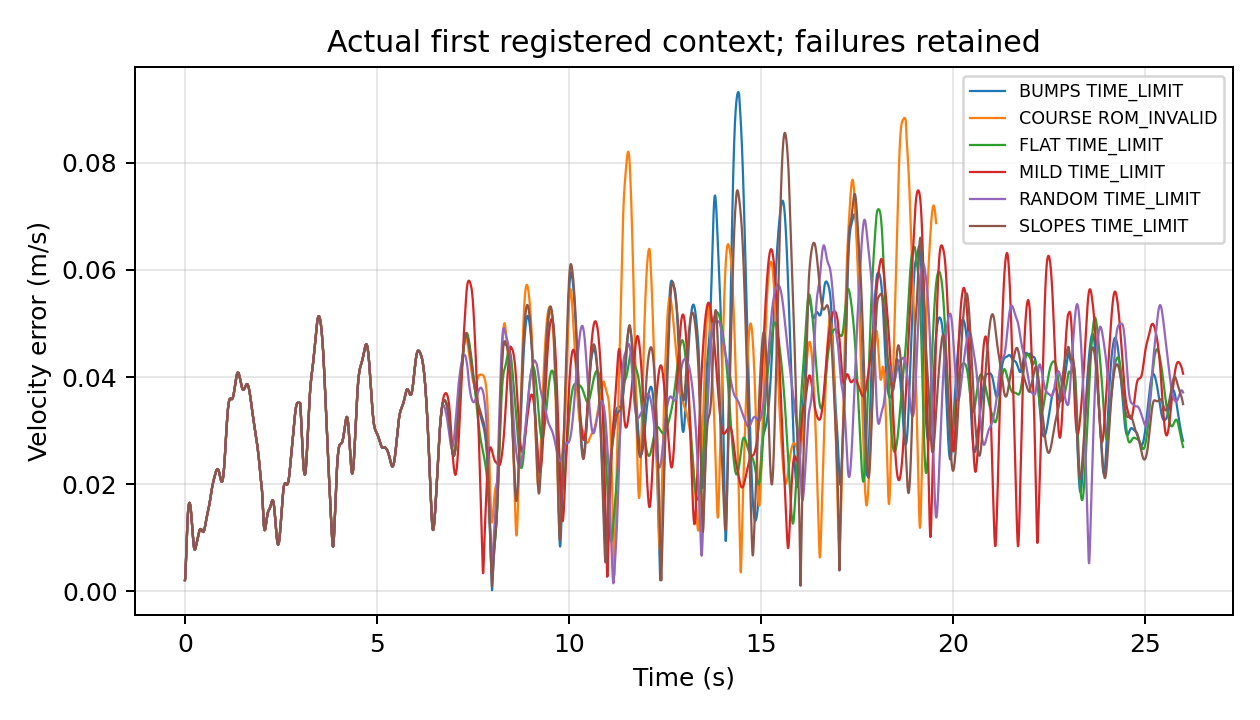 Actual first registered context; failures retained
Velocity error (m/s)
0.08
0.06
0.04
0.02
0.00
BUMPS TIME_LIMIT
COURSE ROM_INVALID
FLAT TIME_LIMIT
MILD TIME_LIMIT
RANDOM TIME_LIMIT
SLOPES TIME_LIMIT
0 5 10 15 20 25
Time (s)